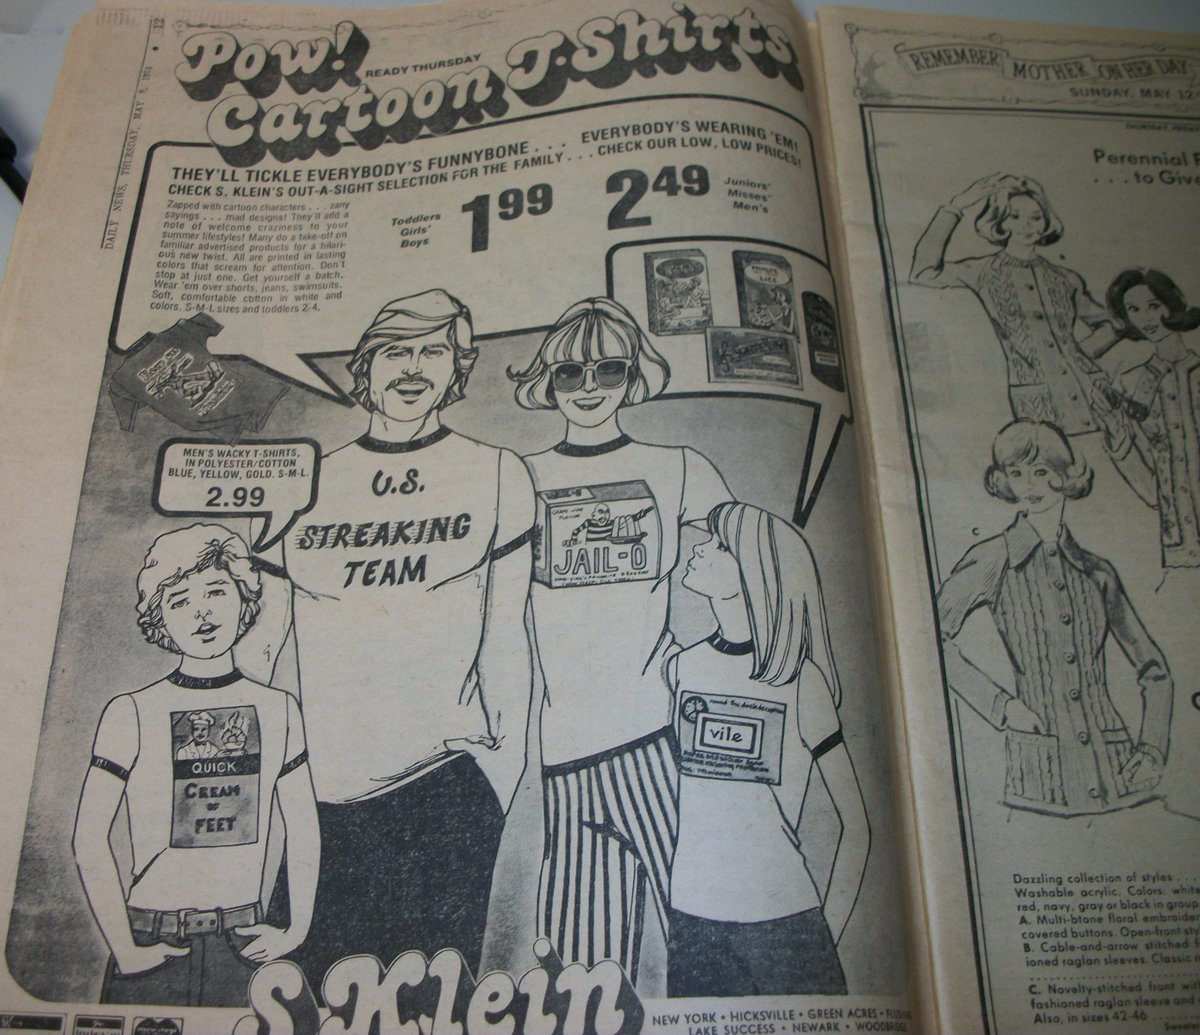 12 • DAILY NEWS, THURSDAY, MAY 8, 1974
Pow!
READY THURSDAY
Cartoon T-Shirts
THEY'LL TICKLE EVERYBODY'S FUNNYBONE . . . EVERYBODY'S WEARING 'EM!
CHECK S. KLEIN'S OUT-A-SIGHT SELECTION FOR THE FAMILY . . . CHECK OUR LOW, LOW PRICES!
Zapped with cartoon characters . . . zany
sayings . . . mad designs! They'll add a
note of welcome craziness to your
summer lifestyles! Many do a take-off on
familiar advertised products for a hilari-
ous new twist. All are printed in lasting
colors that scream for attention. Don't
stop at just one. Get yourself a batch.
Wear 'em over shorts, jeans, swimsuits.
Soft, comfortable cotton in white and
colors. S-M-L sizes and toddlers 2-4.
Toddlers
Girls'
Boys
1 99
2 49
Juniors'
Misses'
Men's
MEN'S WACKY T-SHIRTS,
IN POLYESTER/COTTON
BLUE, YELLOW, GOLD. S-M-L.
2.99
U.S.
STREAKING
TEAM
JAIL-O
QUICK
CREAM
OF
FEET
round the clock deception
vile
S. Klein
NEW YORK • HICKSVILLE • GREEN ACRES •
LAKE SUCCESS • NEWARK •
REMEMBER MOTHER ON HER DAY
SUNDAY, MAY 12
Perennial
. . . to Give
C
Dazzling collection of styles . . .
Washable acrylic. Colors: white
red, navy, gray or black in group
A. Multi-btone floral embroider
covered buttons. Open-front
B. Cable-and-arrow stitched
ioned raglan sleeves. Classic
C. Novelty-stitched front
fashioned raglan sleeve and
Also, in sizes 42-46